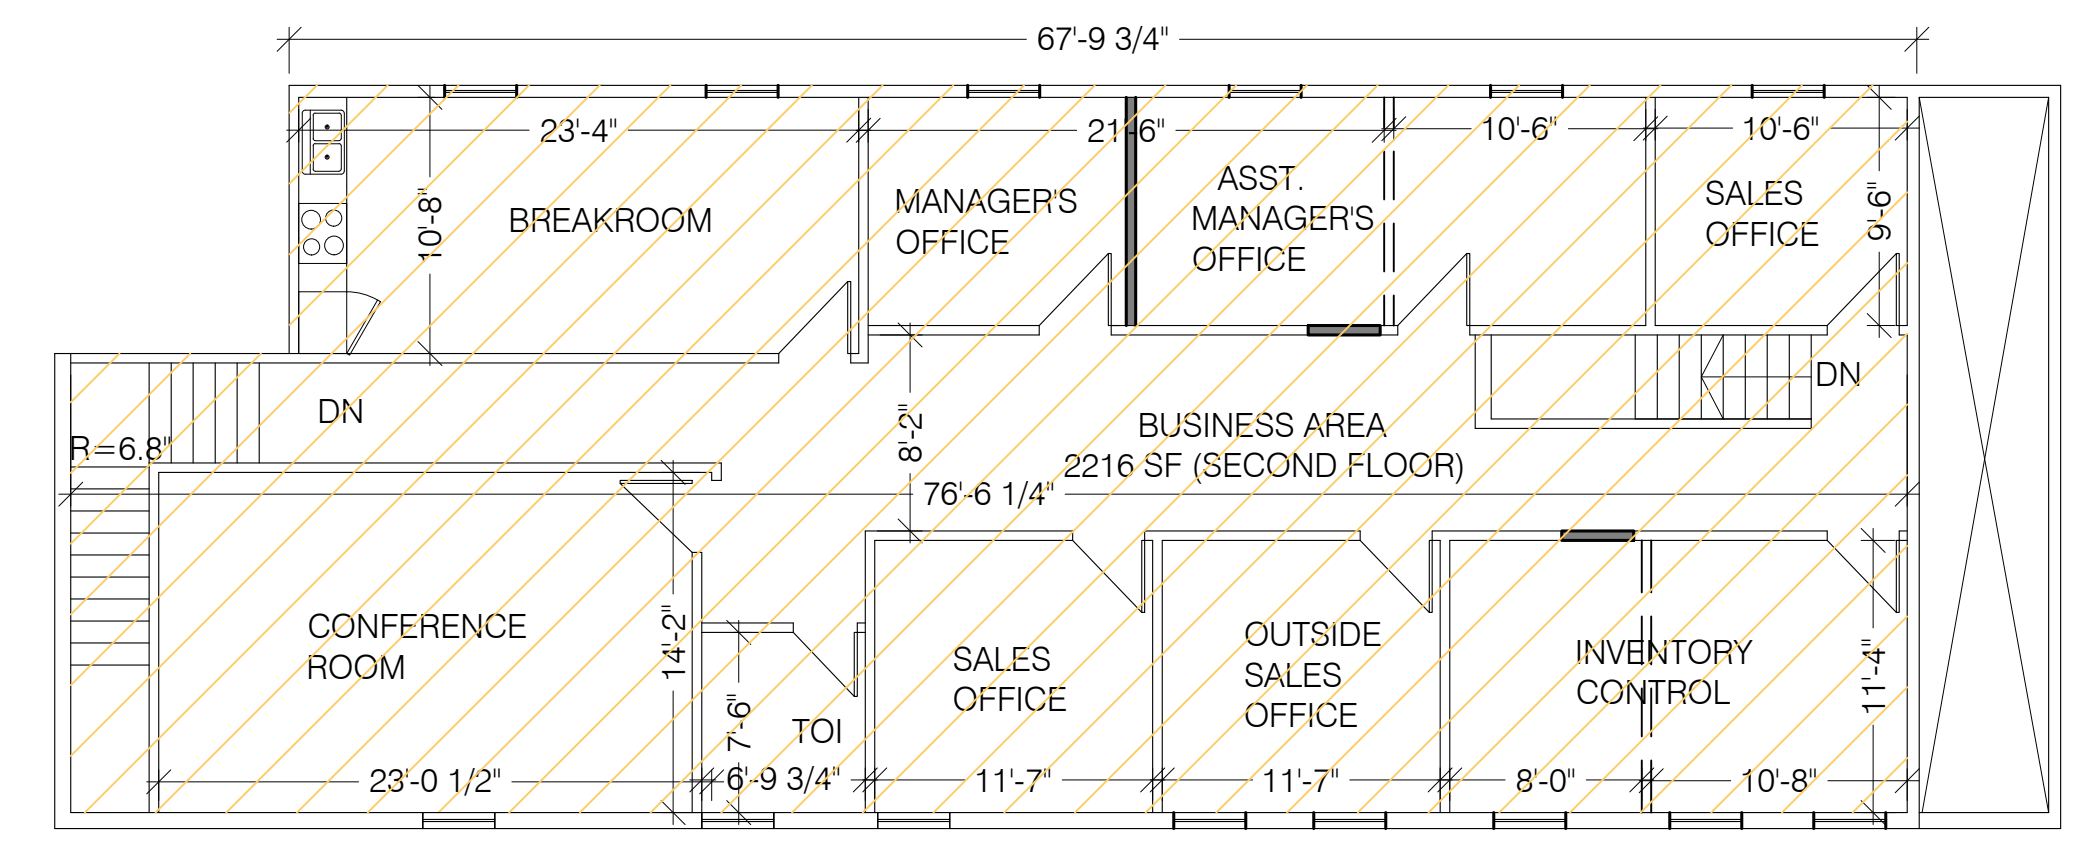 67'-9 3/4"
23'-4"
21'-6"
10'-6"
10'-6"
10'-8"
BREAKROOM
MANAGER'S
OFFICE
ASST.
MANAGER'S
OFFICE
SALES
OFFICE
9'-6"
DN
R=6.8"
8'-2"
BUSINESS AREA
2216 SF (SECOND FLOOR)
DN
76'-6 1/4"
CONFERENCE
ROOM
14'-2"
7'-6"
TOI
SALES
OFFICE
OUTSIDE
SALES
OFFICE
INVENTORY
CONTROL
11'-4"
23'-0 1/2"
6'-9 3/4"
11'-7"
11'-7"
8'-0"
10'-8"